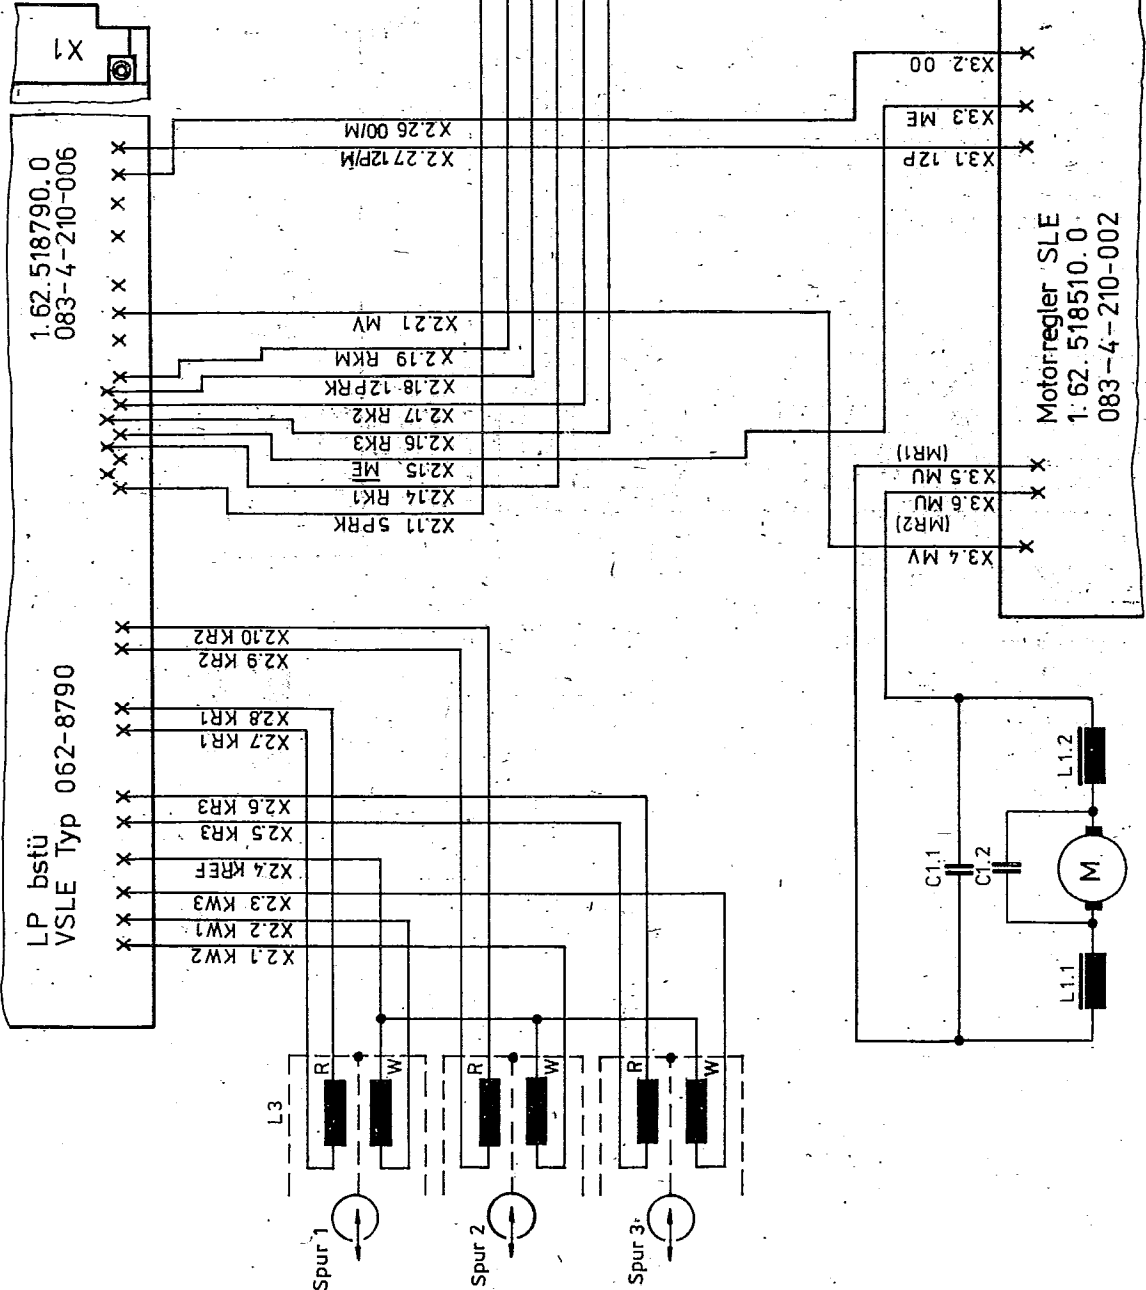 X1
1.62.518790.0
083-4-210-006
LP bstü
VSLE Typ 062-8790
X2.26 00/M
X2.27 12P/M
X2.21 MV
X2.19 RKM
X2.18 12PRK
X2.17 RK2
X2.16 RK3
X2.15 ME
X2.14 RK1
X2.11 5PRK
X2.10 KR2
X2.9 KR2
X2.8 KR1
X2.7 KR1
X2.6 KR3
X2.5 KR3
X2.4 KREF
X2.3 KW3
X2.2 KW1
X2.1 KW2
X3.2 00
X3.3 ME
X3.1 12P
Motorregler SLE
1.62.518510.0
083-4-210-002
(MR1)
X3.5 MU
X3.6 MU
(MR2)
X3.4 MV
L1.2
C1.1
C1.2
M
L1.1
L3
R
W
R
W
R
W
Spur 1
Spur 2
Spur 3